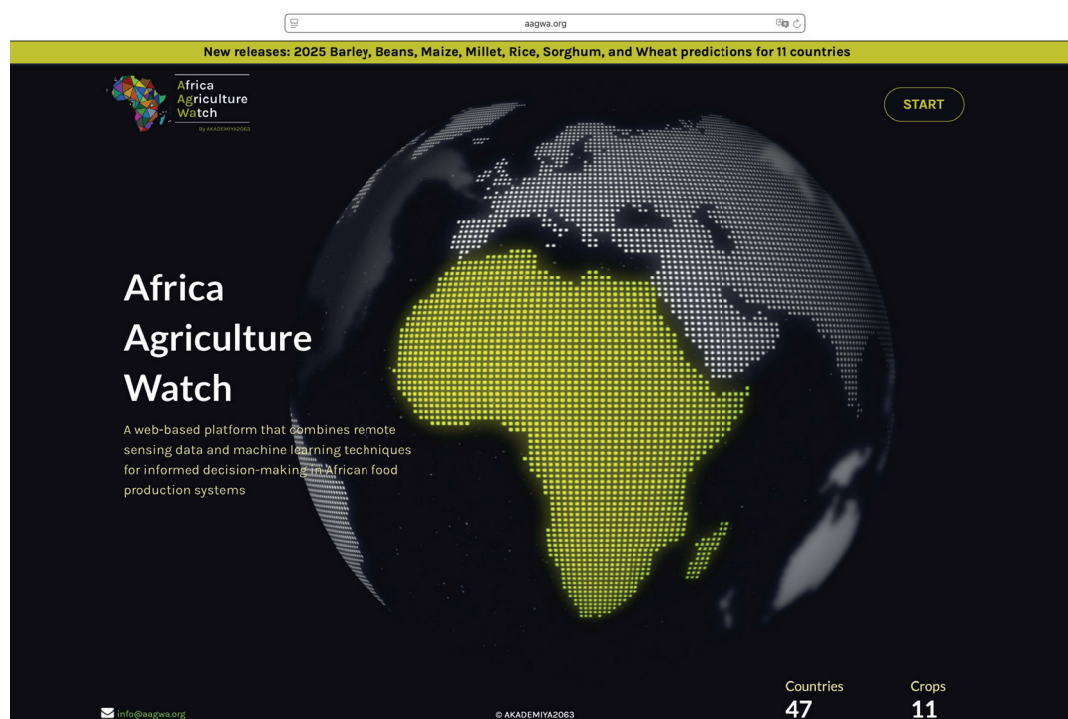 aagwa.org
New releases: 2025 Barley, Beans, Maize, Millet, Rice, Sorghum, and Wheat predictions for 11 countries
Africa
Agriculture
Watch
By AKADEMIYA2063
START
Africa
Agriculture
Watch
A web-based platform that combines remote
sensing data and machine learning techniques
for informed decision-making in African food
production systems
Countries
47
Crops
11
info@aagwa.org
© AKADEMIYA2063